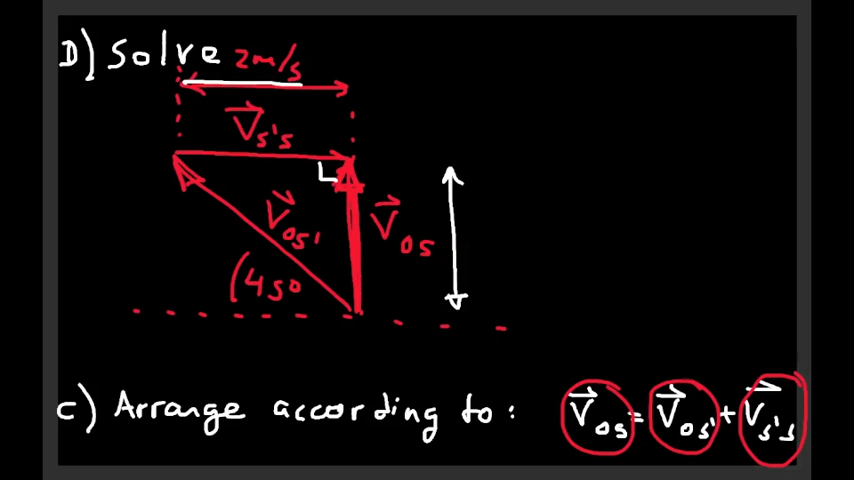 D) Solve
2m/s
V⃗s's
V⃗os'
V⃗os
(45°
c) Arrange according to: V⃗os = V⃗os' + V⃗s's